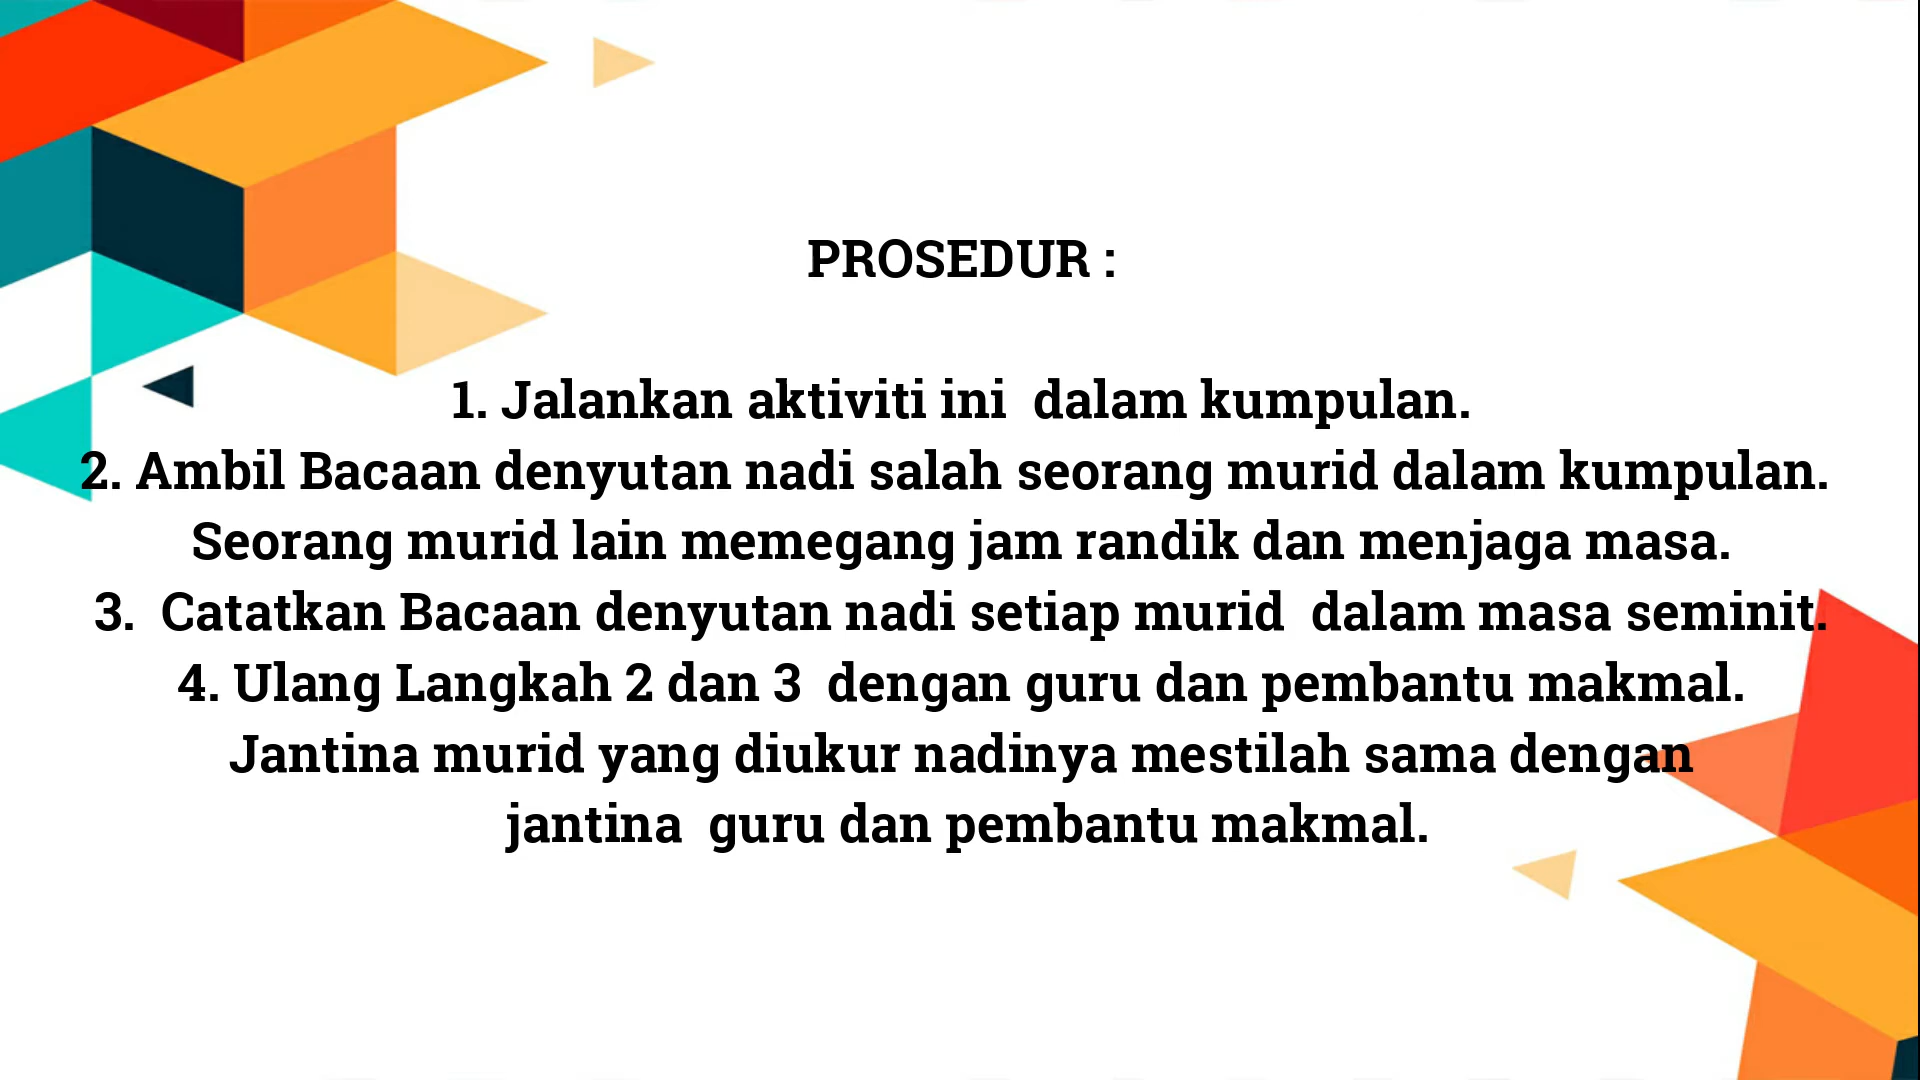 PROSEDUR :
1. Jalankan aktiviti ini  dalam kumpulan.
2. Ambil Bacaan denyutan nadi salah seorang murid dalam kumpulan.
Seorang murid lain memegang jam randik dan menjaga masa.
3.  Catatkan Bacaan denyutan nadi setiap murid  dalam masa seminit.
4. Ulang Langkah 2 dan 3  dengan guru dan pembantu makmal.
Jantina murid yang diukur nadinya mestilah sama dengan
jantina  guru dan pembantu makmal.